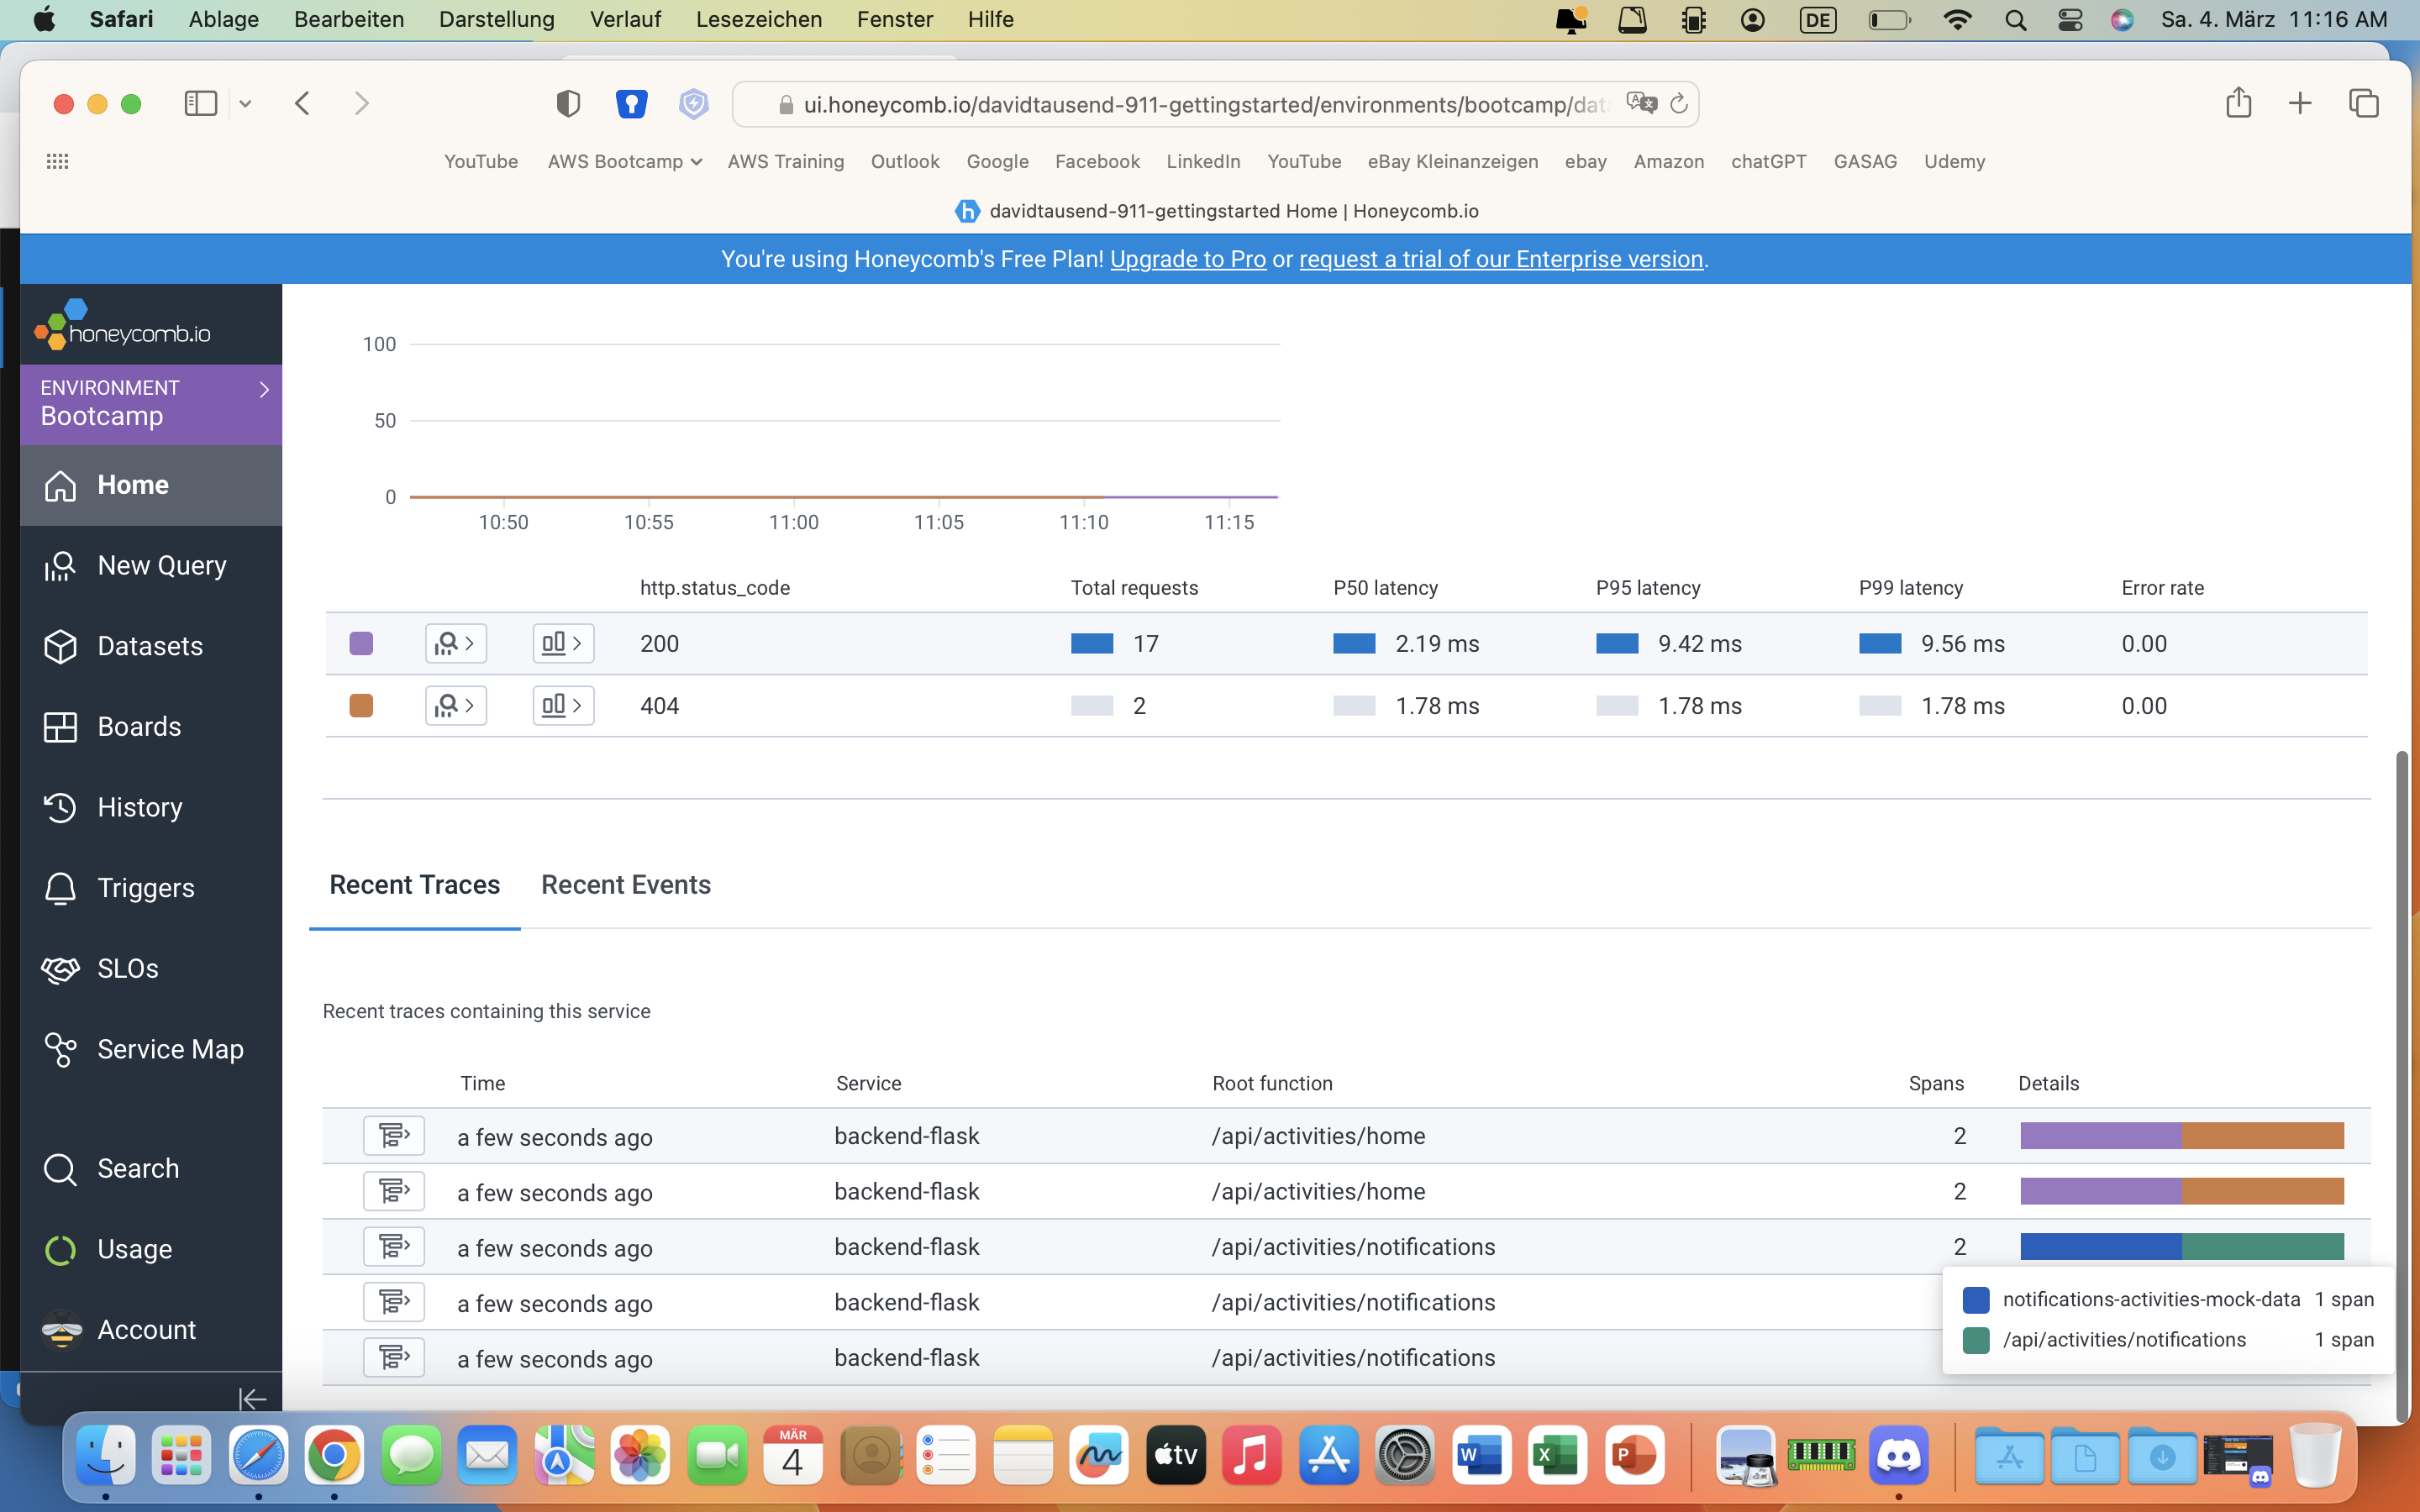 Safari Ablage Bearbeiten Darstellung Verlauf Lesezeichen Fenster Hilfe DE Sa. 4. März 11:16 AM
ui.honeycomb.io/davidtausend-911-gettingstarted/environments/bootcamp/dat
YouTube AWS Bootcamp AWS Training Outlook Google Facebook LinkedIn YouTube eBay Kleinanzeigen ebay Amazon chatGPT GASAG Udemy
h davidtausend-911-gettingstarted Home | Honeycomb.io
You're using Honeycomb's Free Plan! Upgrade to Pro or request a trial of our Enterprise version.
honeycomb.io
ENVIRONMENT
Bootcamp
Home
New Query
Datasets
Boards
History
Triggers
SLOs
Service Map
Search
Usage
Account
100
50
0
10:50 10:55 11:00 11:05 11:10 11:15
http.status_code Total requests P50 latency P95 latency P99 latency Error rate
200 17 2.19 ms 9.42 ms 9.56 ms 0.00
404 2 1.78 ms 1.78 ms 1.78 ms 0.00
Recent Traces Recent Events
Recent traces containing this service
Time Service Root function Spans Details
a few seconds ago backend-flask /api/activities/home 2
a few seconds ago backend-flask /api/activities/home 2
a few seconds ago backend-flask /api/activities/notifications 2
a few seconds ago backend-flask /api/activities/notifications
a few seconds ago backend-flask /api/activities/notifications
notifications-activities-mock-data 1 span
/api/activities/notifications 1 span
MÄR
4
tv
W
X
P